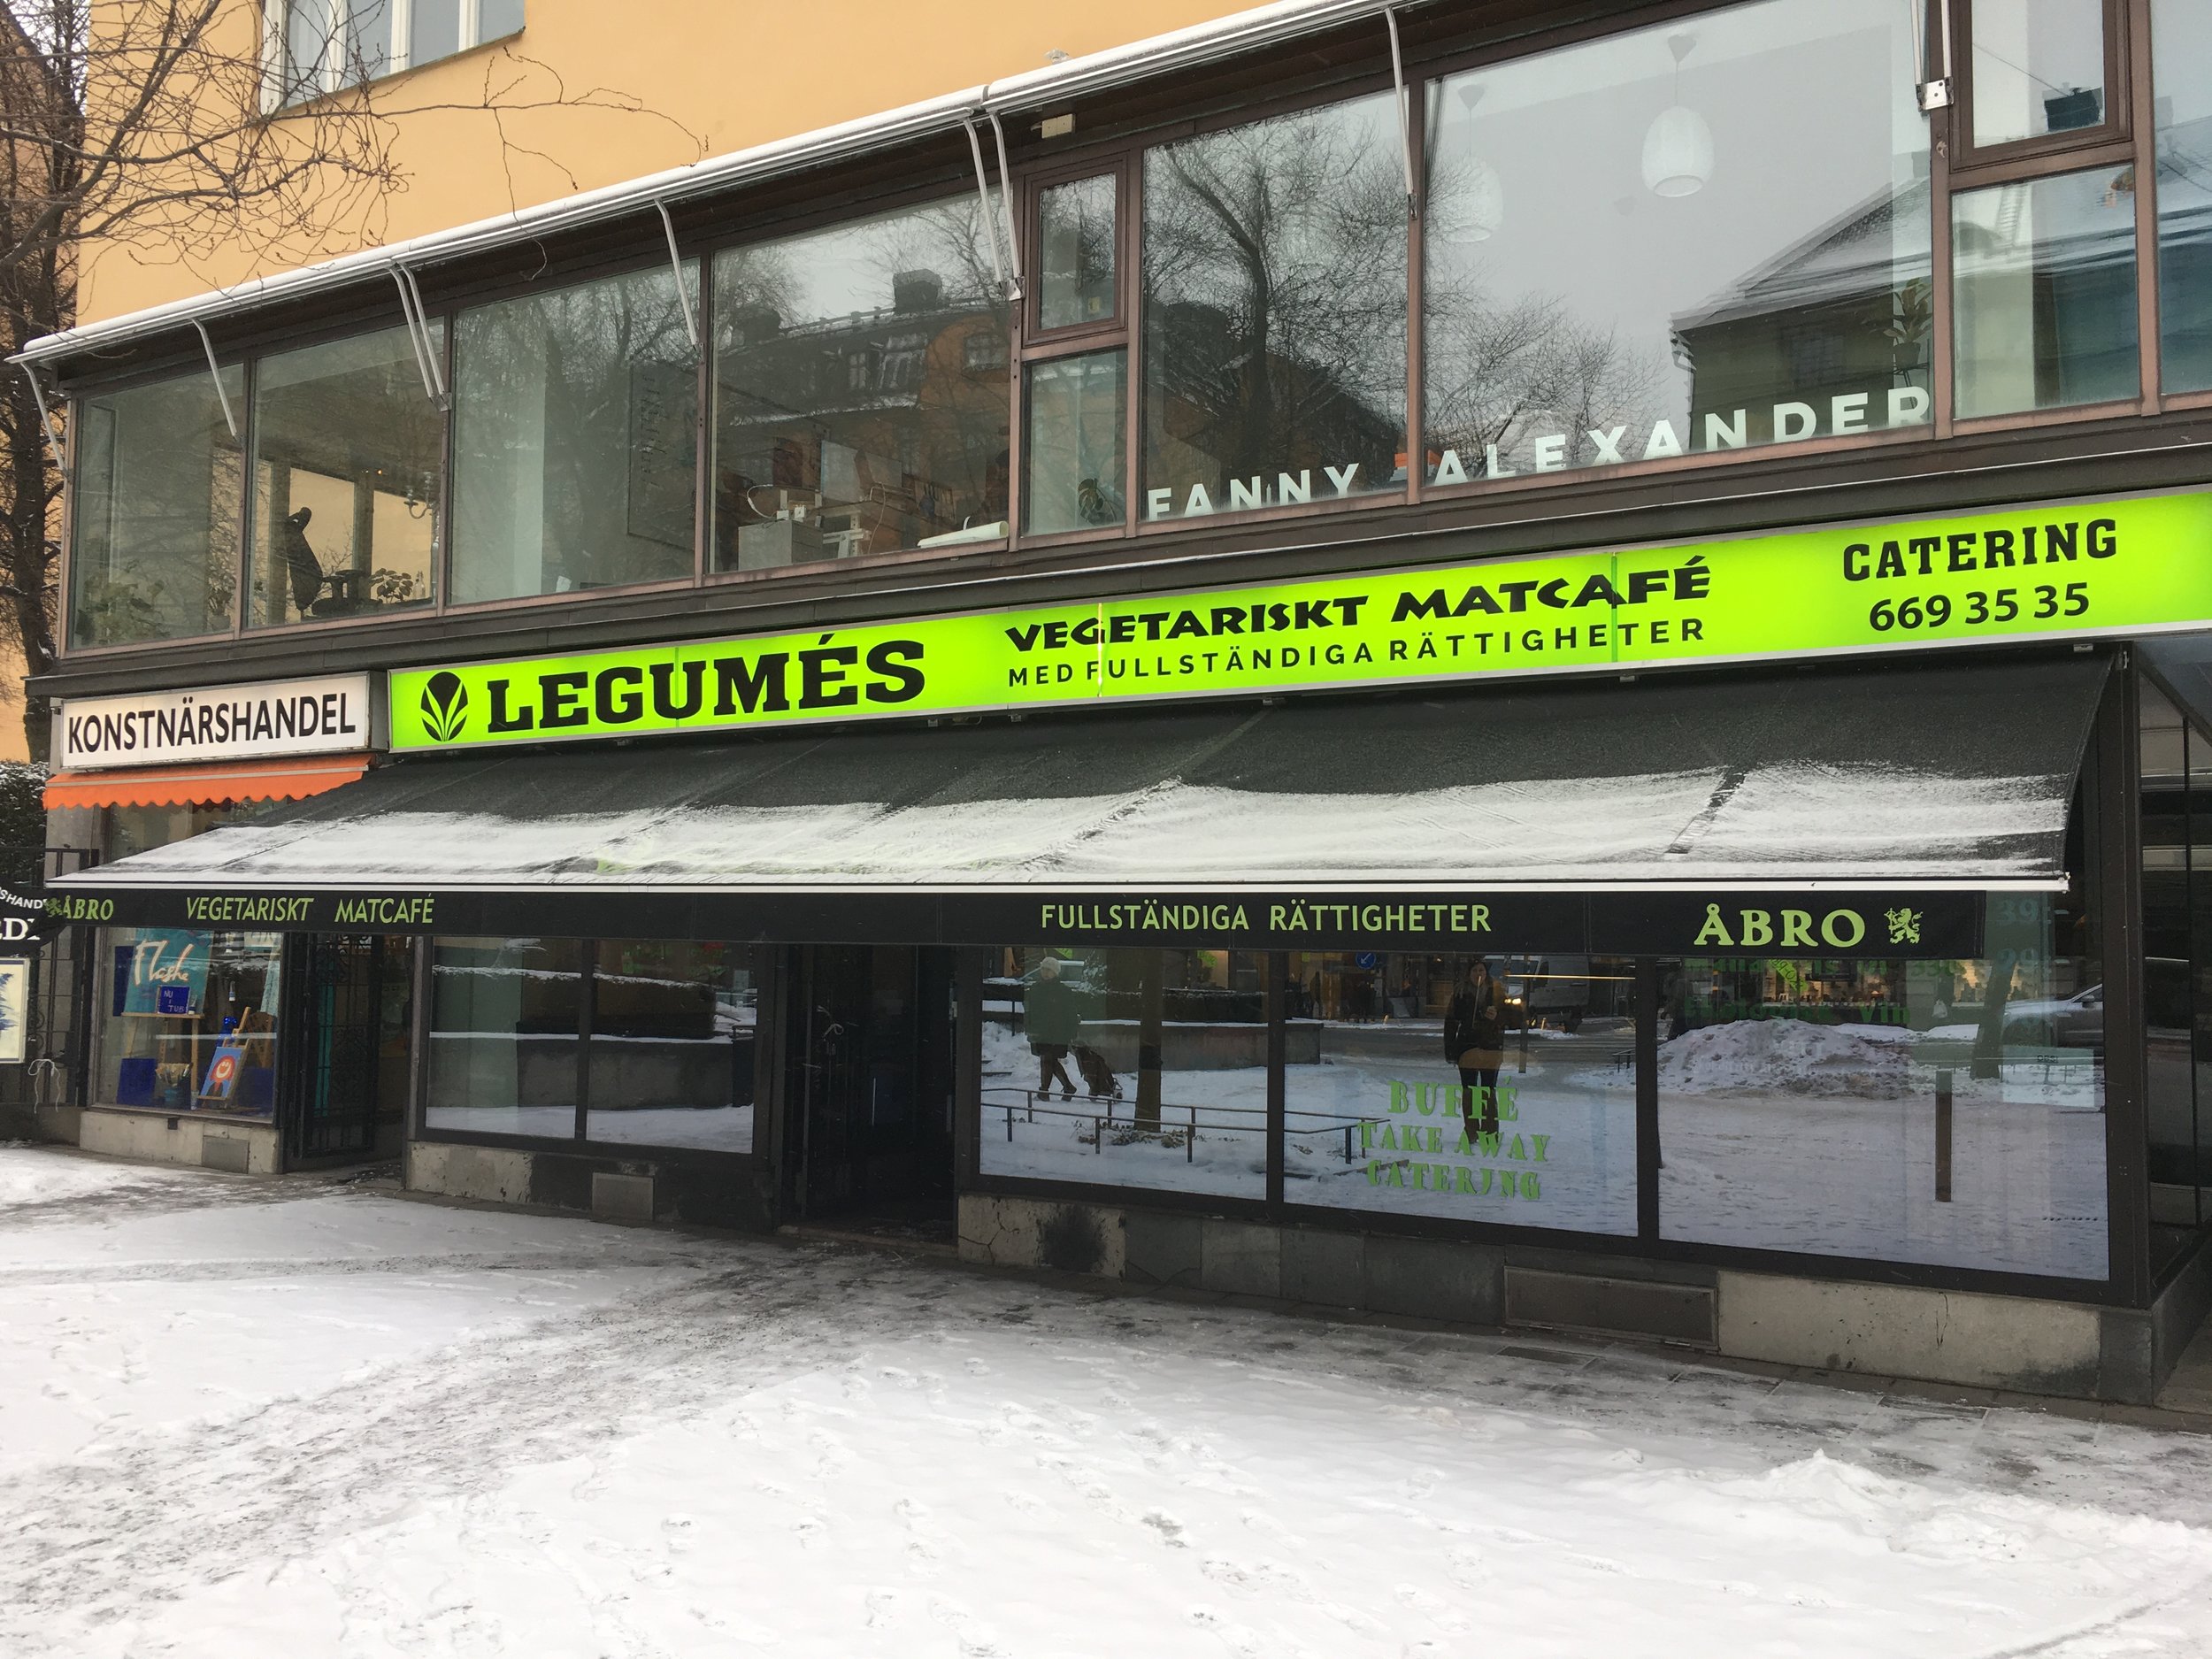 FANNY ALEXANDER
CATERING
669 35 35
VEGETARISKT MATCAFÉ
MED FULLSTÄNDIGA RÄTTIGHETER
LEGUMÉS
KONSTNÄRSHANDEL
ÅBRO
VEGETARISKT MATCAFÉ
FULLSTÄNDIGA RÄTTIGHETER
ÅBRO
Flashe
BUFFÉ
TAKE AWAY
CATERING